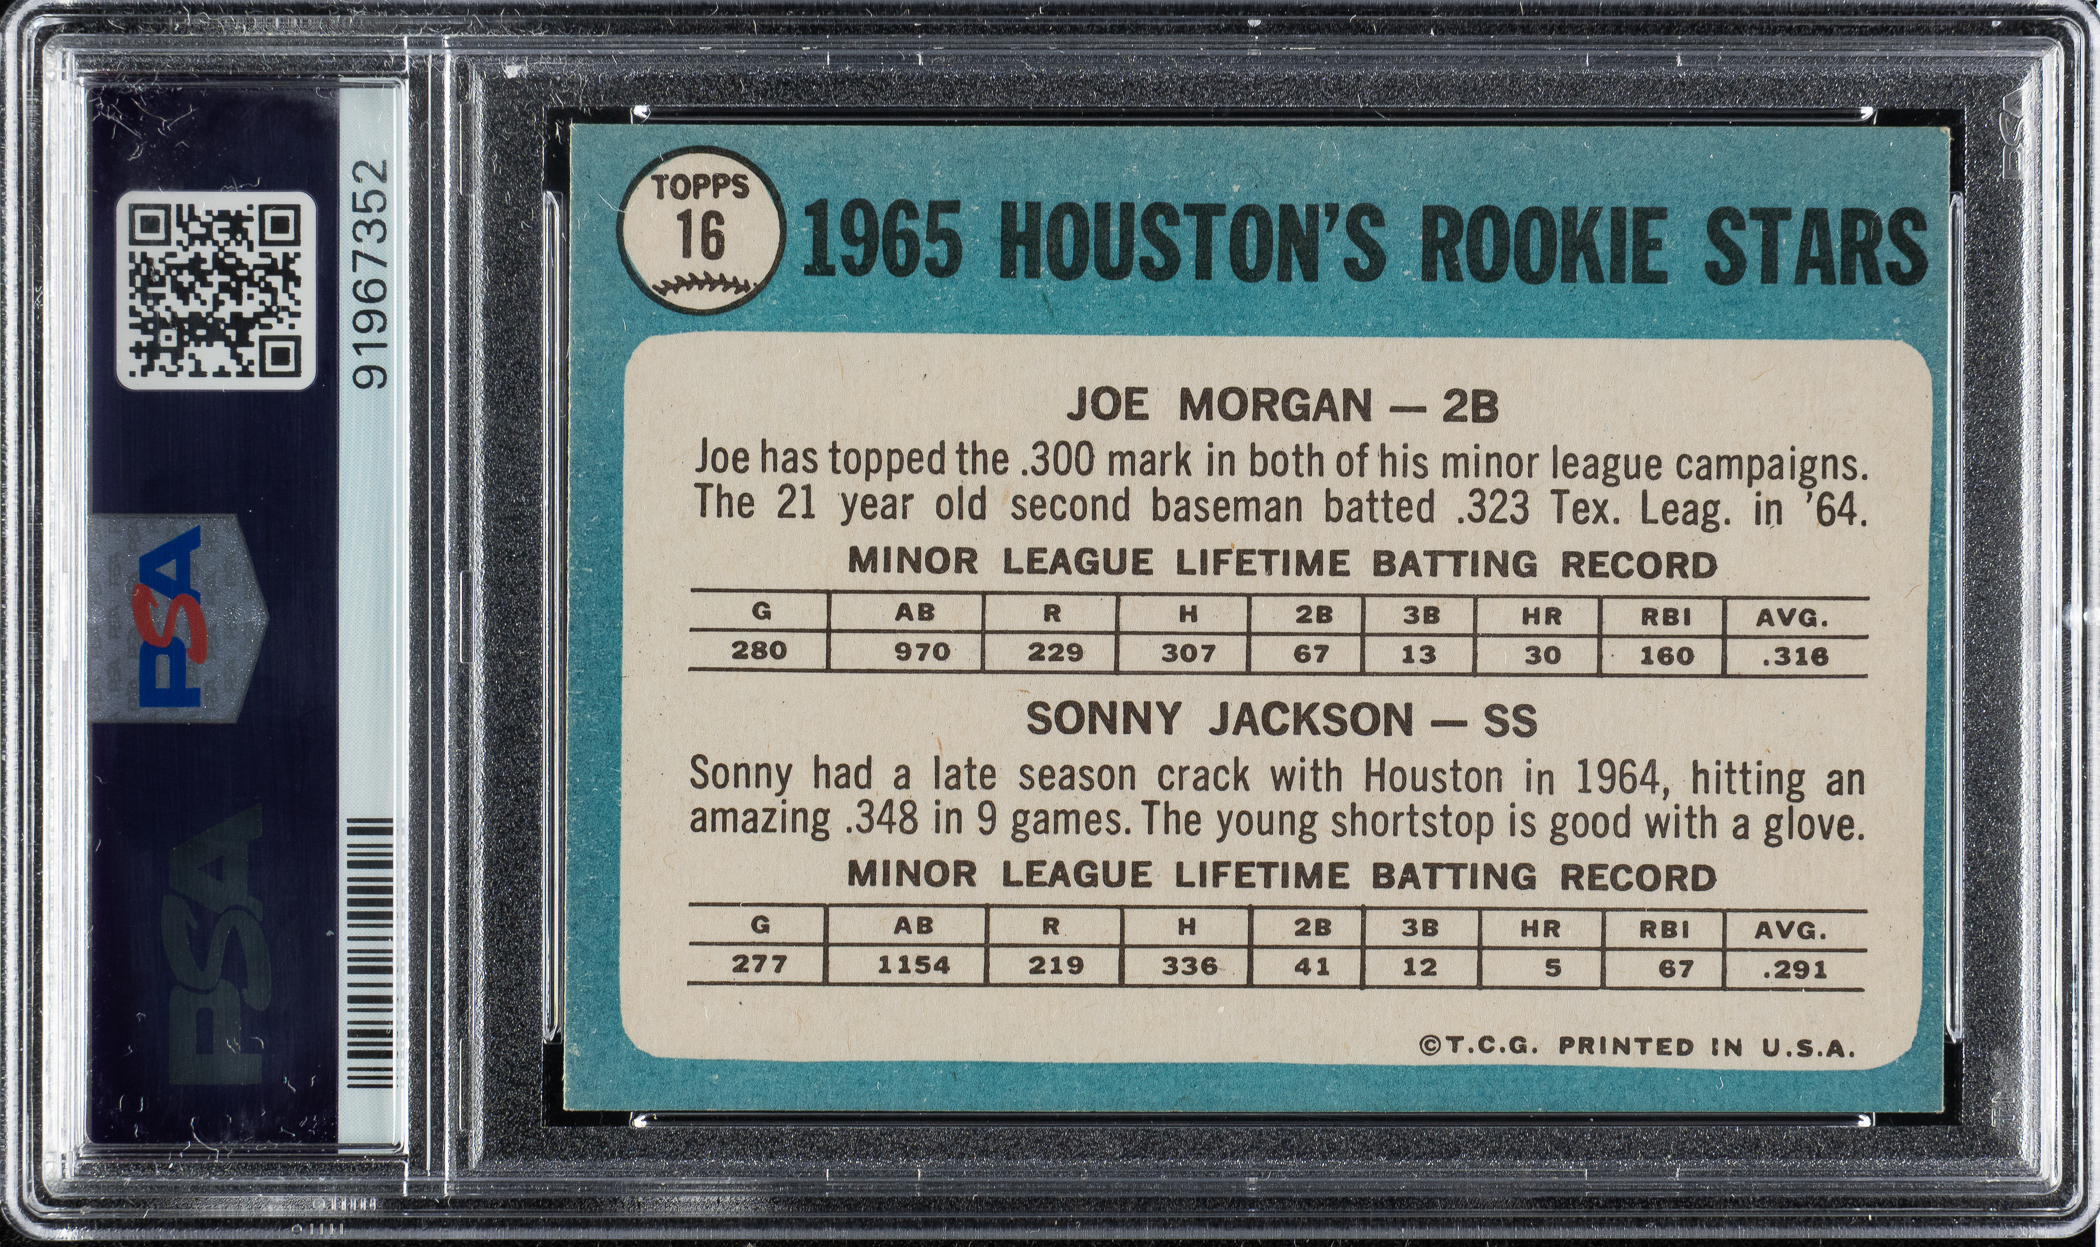 TOPPS
16
1965 HOUSTON'S ROOKIE STARS
JOE MORGAN — 2B
Joe has topped the .300 mark in both of his minor league campaigns.
The 21 year old second baseman batted .323 Tex. Leag. in '64.
MINOR LEAGUE LIFETIME BATTING RECORD
G AB R H 2B 3B HR RBI AVG.
280 970 229 307 67 13 30 160 .316
SONNY JACKSON — SS
Sonny had a late season crack with Houston in 1964, hitting an
amazing .348 in 9 games. The young shortstop is good with a glove.
MINOR LEAGUE LIFETIME BATTING RECORD
G AB R H 2B 3B HR RBI AVG.
277 1154 219 336 41 12 5 67 .291
©T.C.G. PRINTED IN U.S.A.
91967352
PSA
PSA
PSA